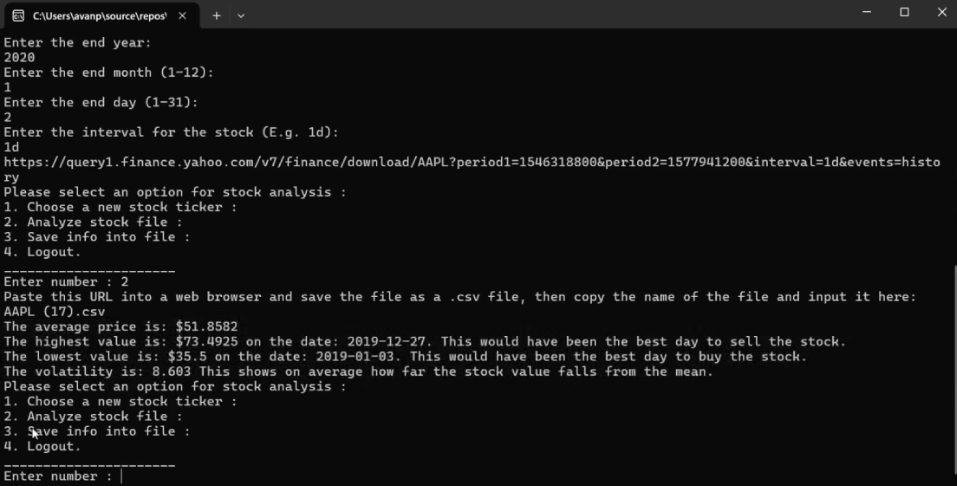 C:\Users\avanp\source\repos'
Enter the end year:
2020
Enter the end month (1-12):
1
Enter the end day (1-31):
2
Enter the interval for the stock (E.g. 1d):
1d
https://query1.finance.yahoo.com/v7/finance/download/AAPL?period1=1546318800&period2=1577941200&interval=1d&events=histo
ry
Please select an option for stock analysis :
1. Choose a new stock ticker :
2. Analyze stock file :
3. Save info into file :
4. Logout.
______________________
Enter number : 2
Paste this URL into a web browser and save the file as a .csv file, then copy the name of the file and input it here:
AAPL (17).csv
The average price is: $51.8582
The highest value is: $73.4925 on the date: 2019-12-27. This would have been the best day to sell the stock.
The lowest value is: $35.5 on the date: 2019-01-03. This would have been the best day to buy the stock.
The volatility is: 8.603 This shows on average how far the stock value falls from the mean.
Please select an option for stock analysis :
1. Choose a new stock ticker :
2. Analyze stock file :
3. Save info into file :
4. Logout.
______________________
Enter number :